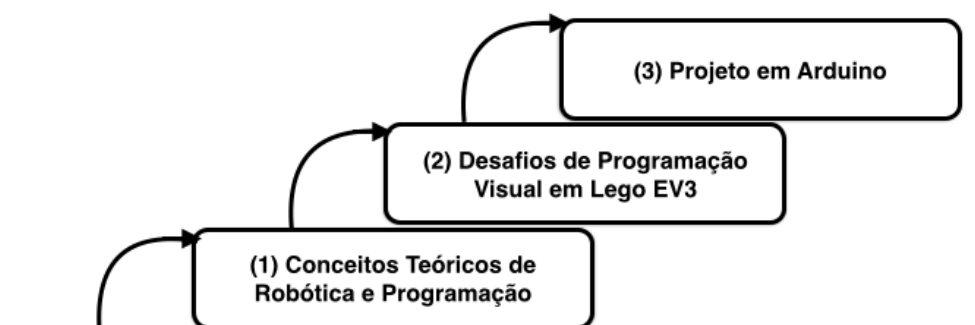 (3) Projeto em Arduino
(2) Desafios de Programação
Visual em Lego EV3
(1) Conceitos Teóricos de
Robótica e Programação